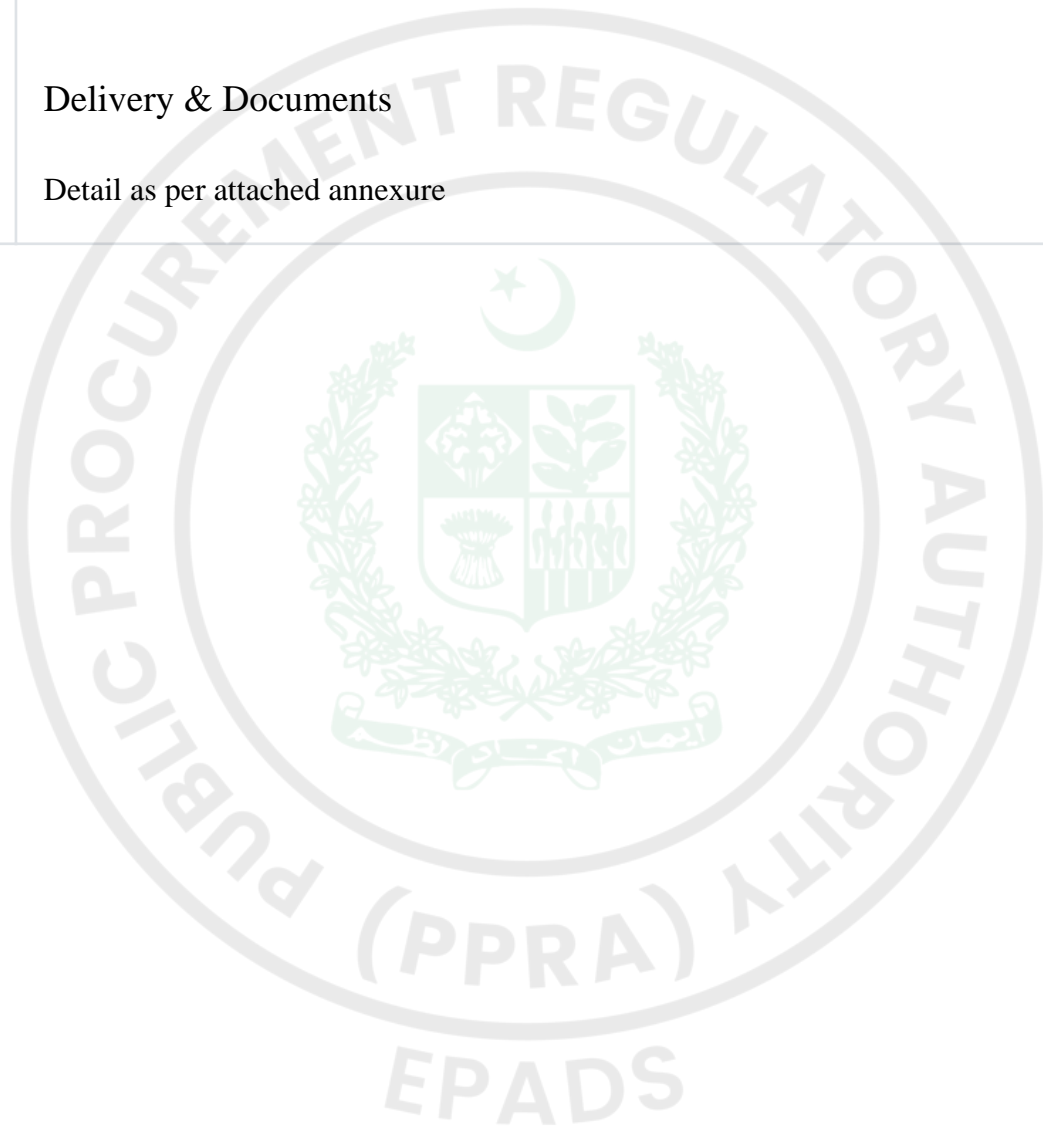 Delivery & Documents
Detail as per attached annexure
PUBLIC PROCUREMENT REGULATORY AUTHORITY
(PPRA)
EPADS